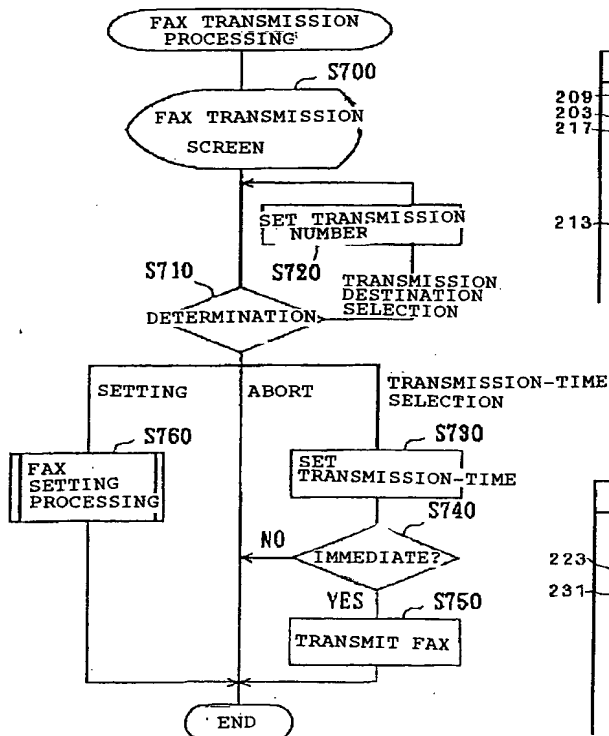 FAX TRANSMISSION
PROCESSING
S700
FAX TRANSMISSION
SCREEN
209
203
217
SET TRANSMISSION
NUMBER
213
S710
S720
TRANSMISSION
DESTINATION
SELECTION
DETERMINATION
SETTING
ABORT
TRANSMISSION-TIME
SELECTION
S760
S730
FAX
SETTING
PROCESSING
SET
TRANSMISSION-TIME
S740
NO
IMMEDIATE?
223
231
YES
S750
TRANSMIT FAX
END